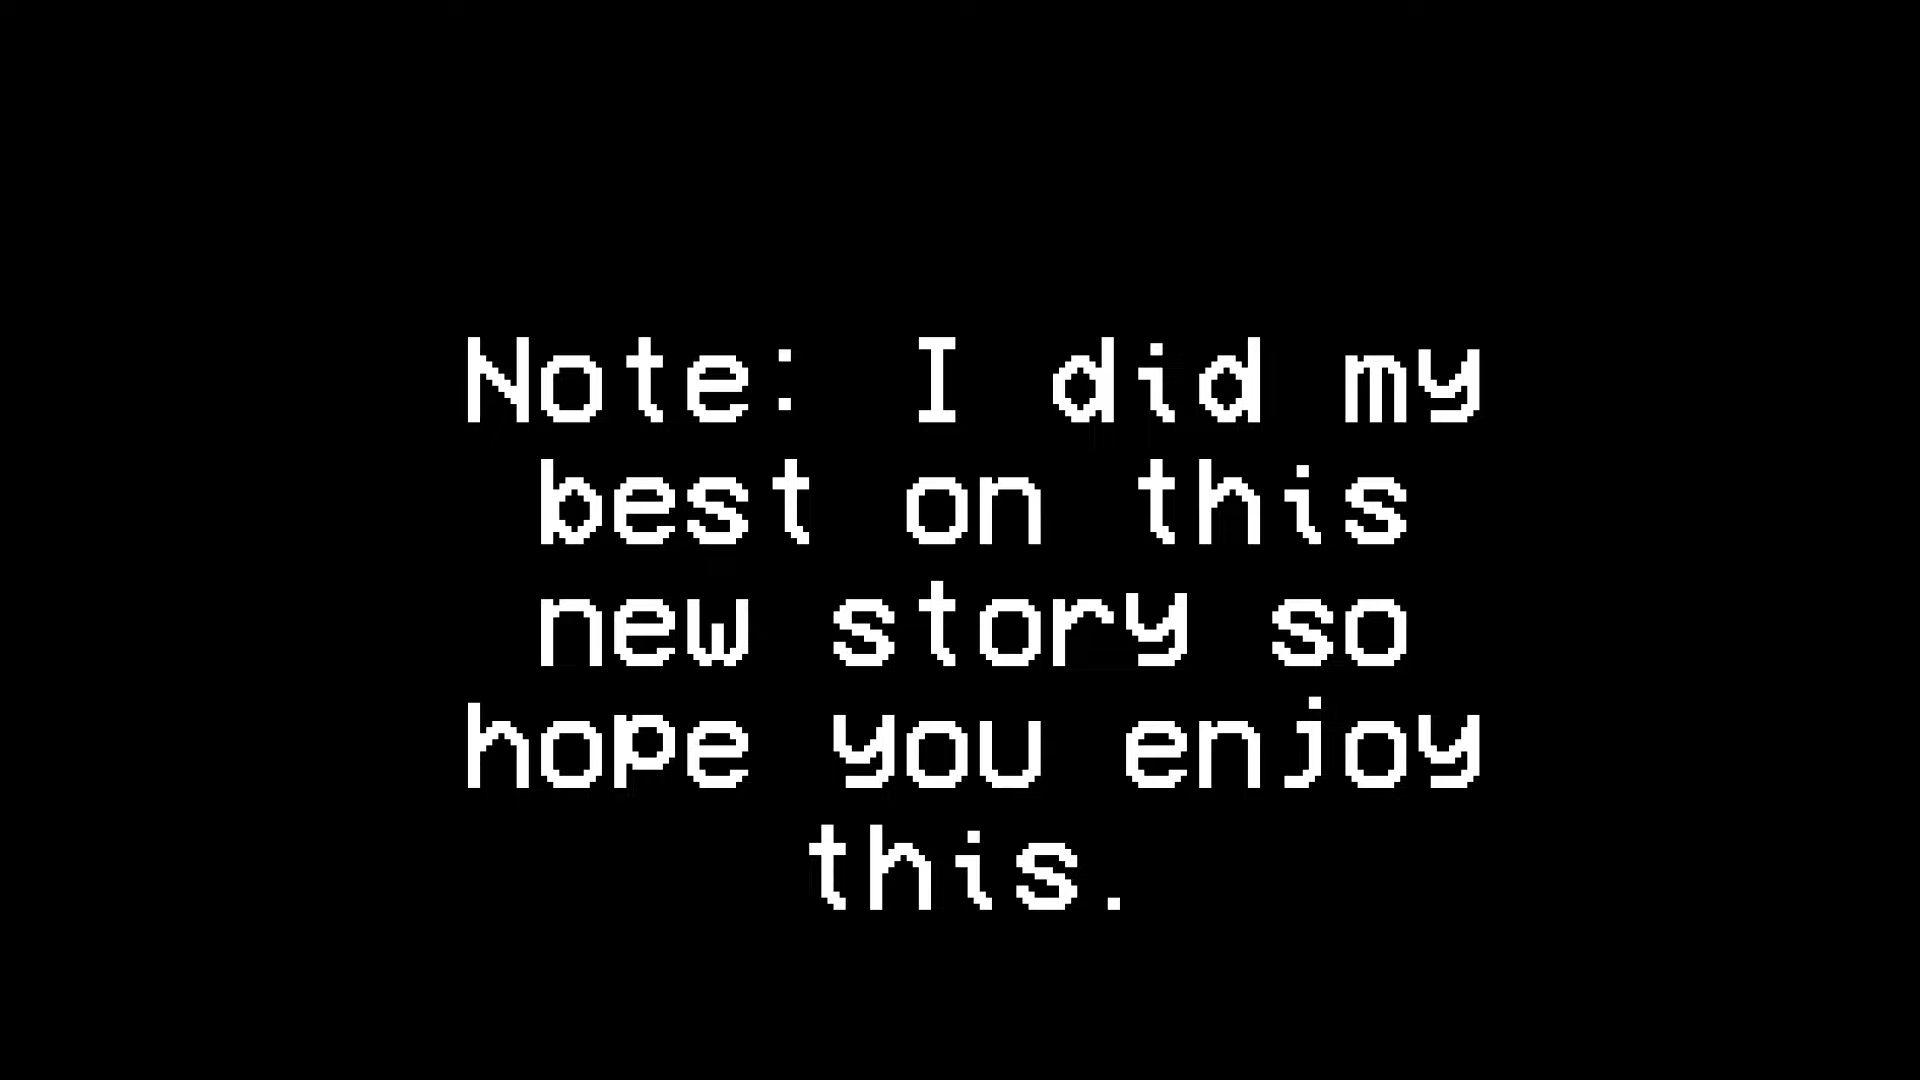 Note: I did my
best on this
new story so
hope you enjoy
this.